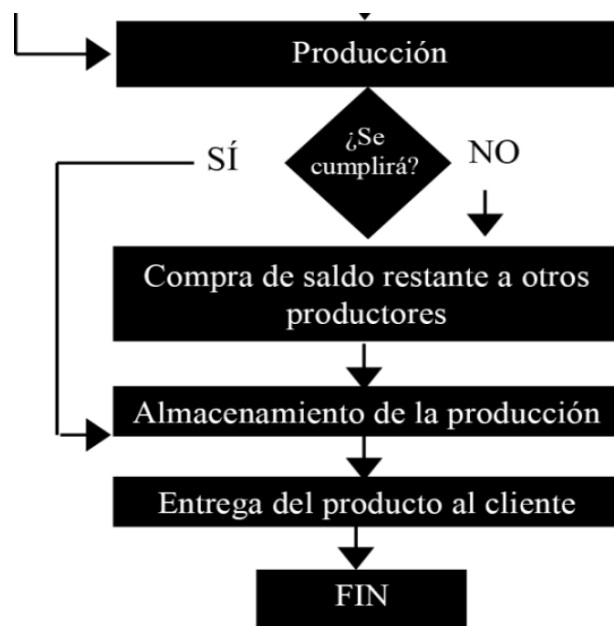 Producción
¿Se
cumplirá?
SÍ
NO
Compra de saldo restante a otros
productores
Almacenamiento de la producción
Entrega del producto al cliente
FIN